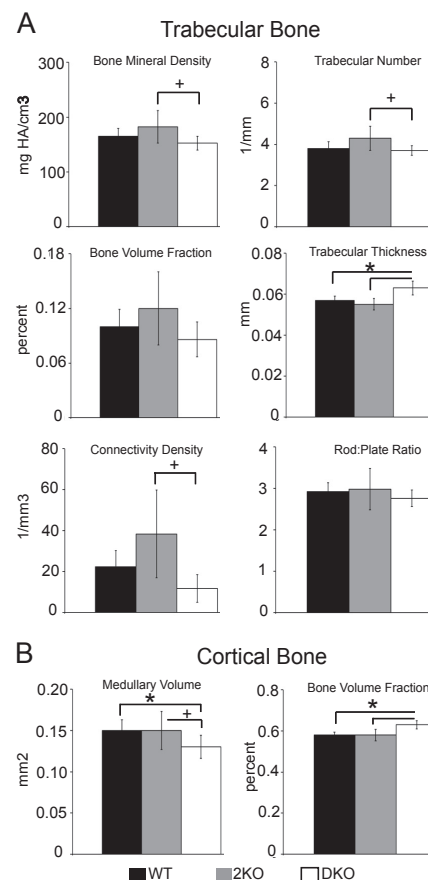 A
Trabecular Bone
Bone Mineral Density
+
mg HA/cm3
300
200
100
0
Trabecular Number
+
1/mm
8
6
4
2
0
Bone Volume Fraction
percent
0.18
0.12
0.06
0
Trabecular Thickness
*
mm
0.08
0.06
0.04
0.02
0
Connectivity Density
+
1/mm3
80
60
40
20
0
Rod:Plate Ratio
4
3
2
1
0
B
Cortical Bone
Medullary Volume
*
+
mm2
0.20
0.15
0.10
0.05
0
Bone Volume Fraction
*
percent
0.8
0.6
0.4
0.2
0
WT 2KO DKO